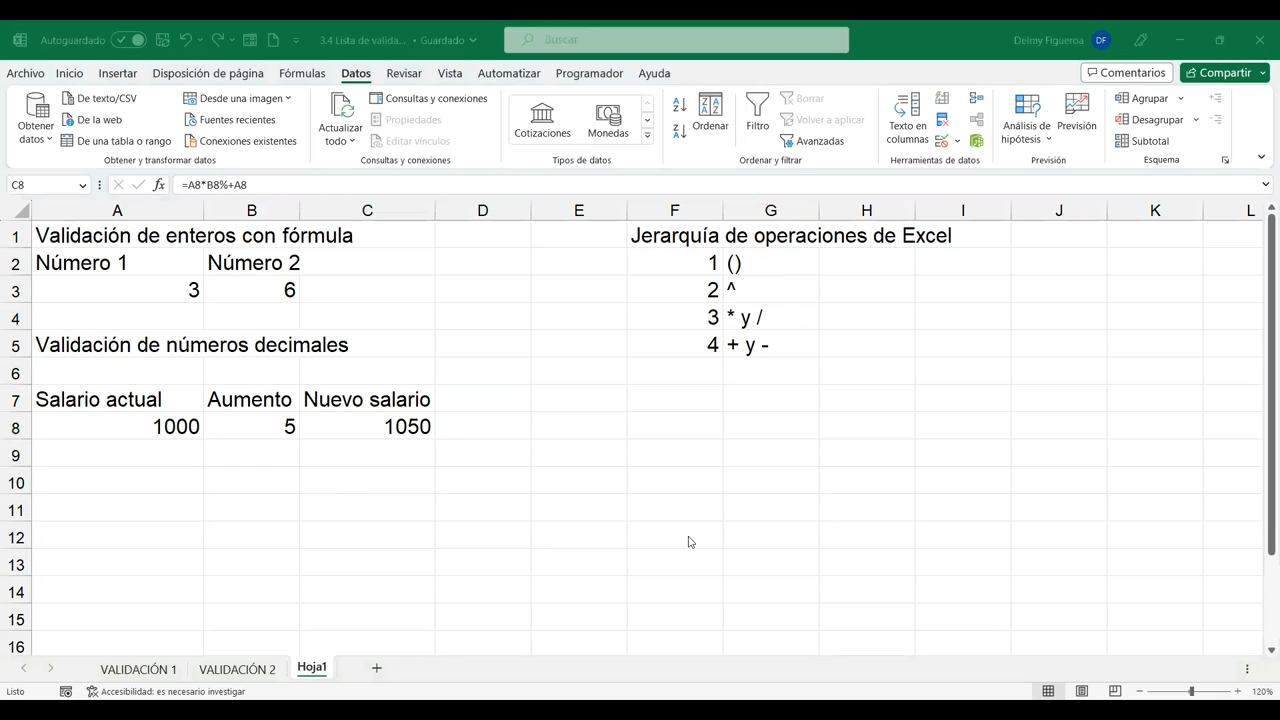 Autoguardado 3.4 Lista de valida... • Guardado Buscar Delmy Figueroa DF
Archivo Inicio Insertar Disposición de página Fórmulas Datos Revisar Vista Automatizar Programador Ayuda Comentarios Compartir
De texto/CSV Desde una imagen Consultas y conexiones Borrar Agrupar
De la web Fuentes recientes Propiedades Volver a aplicar Desagrupar
De una tabla o rango Conexiones existentes Editar vínculos Avanzadas Subtotal
Obtener datos Actualizar todo Cotizaciones Monedas Ordenar Filtro Texto en columnas Análisis de hipótesis Previsión
Obtener y transformar datos Consultas y conexiones Tipos de datos Ordenar y filtrar Herramientas de datos Previsión Esquema
C8 fx =A8*B8%+A8
A B C D E F G H I J K L
1 Validación de enteros con fórmula Jerarquía de operaciones de Excel
2 Número 1 Número 2 1 ()
3 3 6 2 ^
4 3 * y /
5 Validación de números decimales 4 + y -
6
7 Salario actual Aumento Nuevo salario
8 1000 5 1050
9
10
11
12
13
14
15
16
VALIDACIÓN 1 VALIDACIÓN 2 Hoja1
Listo Accesibilidad: es necesario investigar 120%